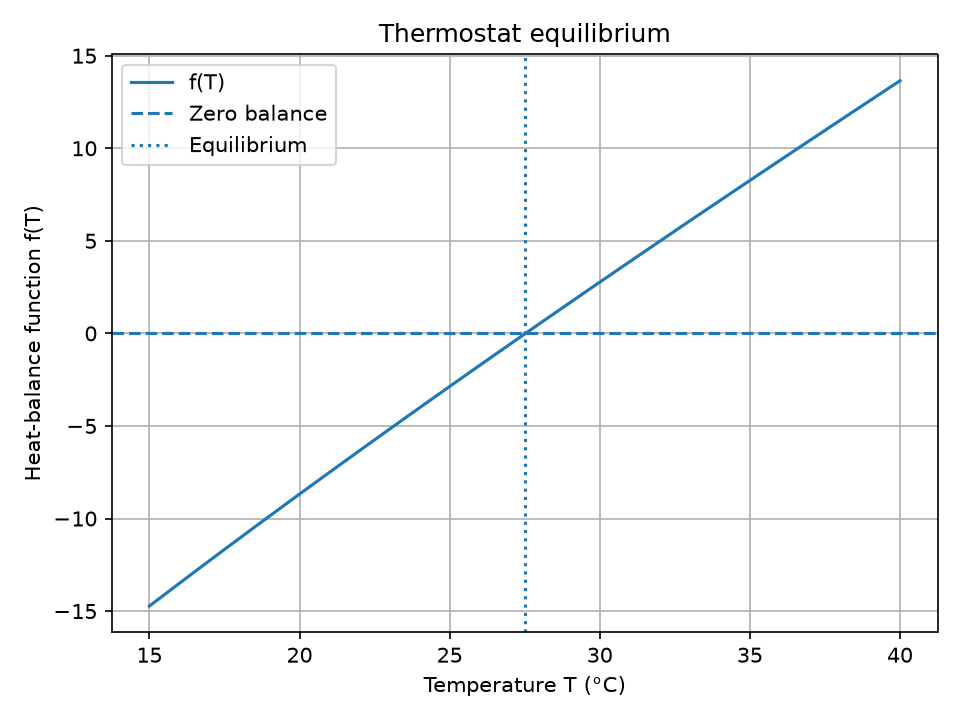 Thermostat equilibrium
f(T)
Zero balance
Equilibrium
Heat-balance function f(T)
15
10
5
0
−5
−10
−15
15 20 25 30 35 40
Temperature T (°C)